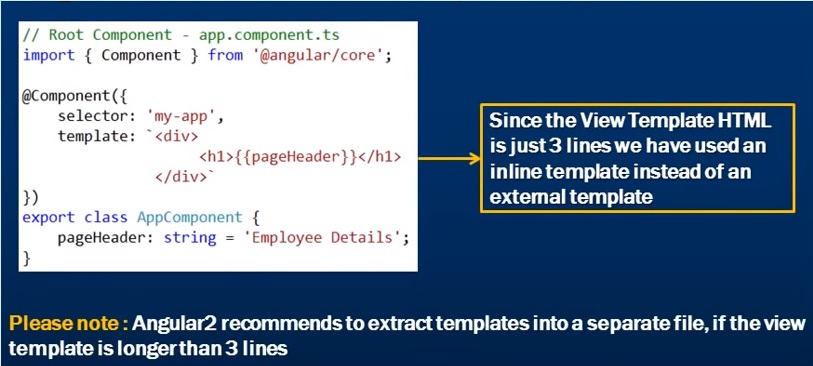 // Root Component - app.component.ts
import { Component } from '@angular/core';

@Component({
    selector: 'my-app',
    template: `<div>
                    <h1>{{pageHeader}}</h1>
               </div>`
})
export class AppComponent {
    pageHeader: string = 'Employee Details';
}
Since the View Template HTML
is just 3 lines we have used an
inline template instead of an
external template
Please note : Angular2 recommends to extract templates into a separate file, if the view
template is longer than 3 lines